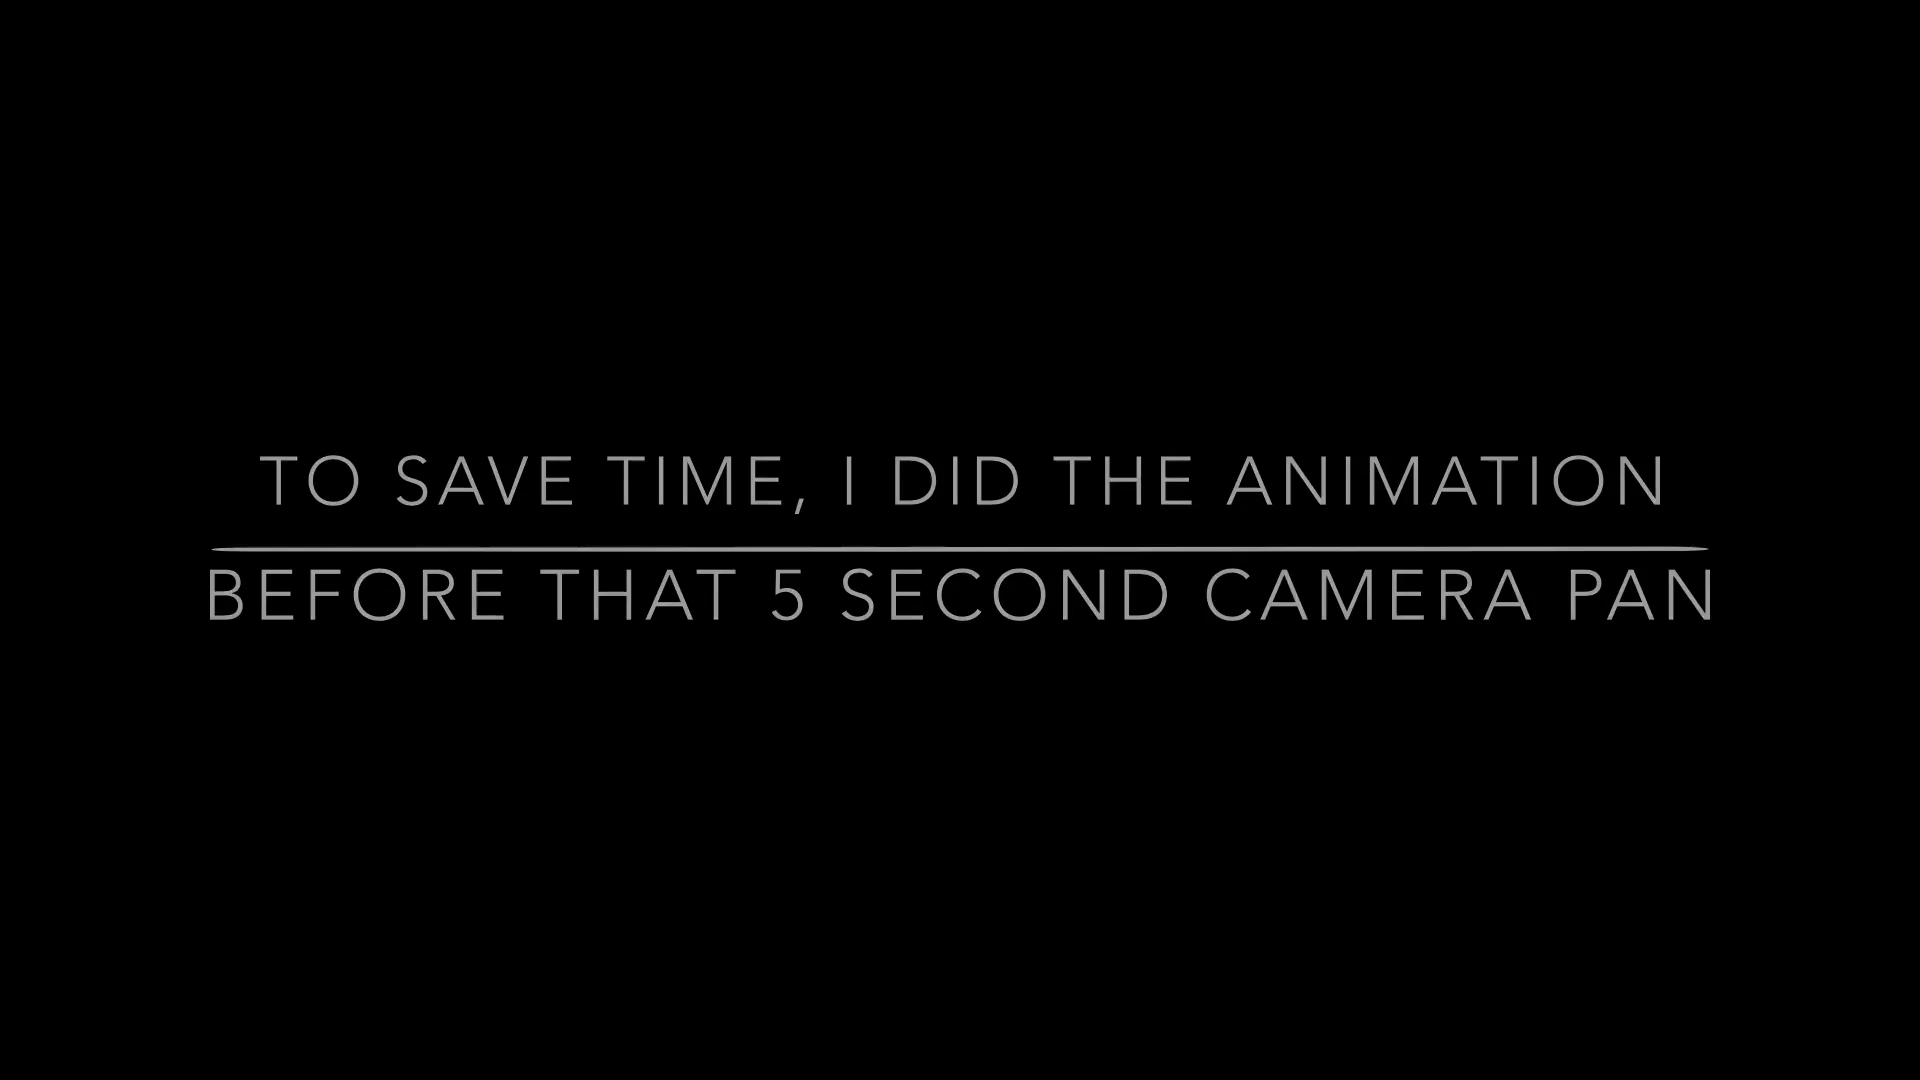 TO SAVE TIME, I DID THE ANIMATION
BEFORE THAT 5 SECOND CAMERA PAN